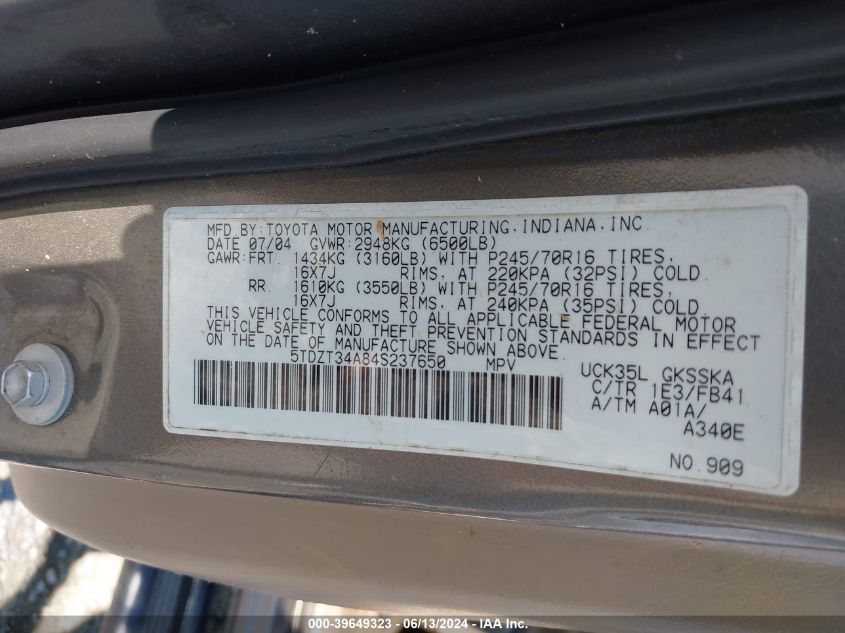 MFD.BY:TOYOTA MOTOR MANUFACTURING,INDIANA,INC.
DATE 07/04 GVWR:2948KG (6500LB)
GAWR:FRT. 1434KG (3160LB) WITH P245/70R16 TIRES,
16X7J RIMS, AT 220KPA (32PSI) COLD
RR. 1610KG (3550LB) WITH P245/70R16 TIRES,
16X7J RIMS, AT 240KPA (35PSI) COLD
THIS VEHICLE CONFORMS TO ALL APPLICABLE FEDERAL MOTOR
VEHICLE SAFETY AND THEFT PREVENTION STANDARDS IN EFFECT
ON THE DATE OF MANUFACTURE SHOWN ABOVE.
5TDZT34A84S237650 MPV
UCK35L GKSSKA
C/TR 1E3/FB41
A/TM A01A/
A340E
NO.909
000-39649323 - 06/13/2024 - IAAI Inc.